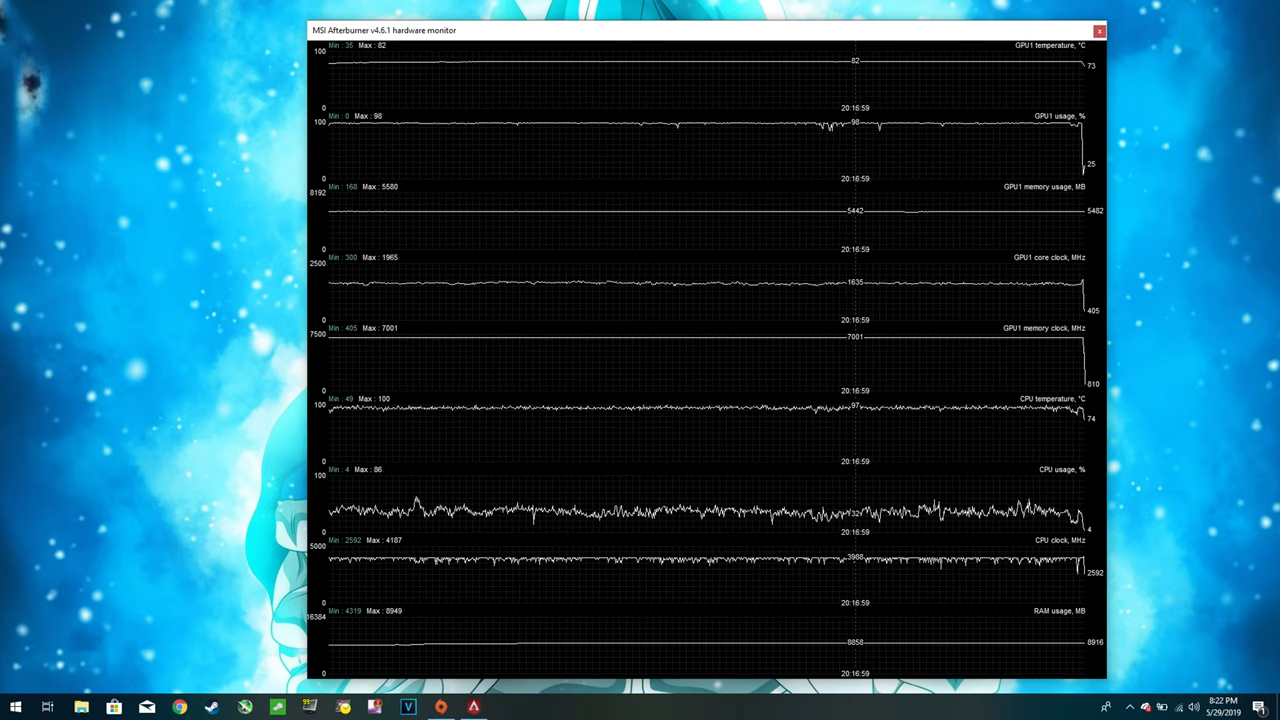 MSI Afterburner v4.6.1 hardware monitor
x
Min : 35 Max : 82
GPU1 temperature, °C
100
82
73
0
20:16:59
Min : 0 Max : 98
GPU1 usage, %
100
98
25
0
20:16:59
Min : 168 Max : 5580
GPU1 memory usage, MB
8192
5442
5482
0
20:16:59
Min : 300 Max : 1965
GPU1 core clock, MHz
2500
1635
405
0
20:16:59
Min : 405 Max : 7001
GPU1 memory clock, MHz
7500
7001
810
0
20:16:59
Min : 49 Max : 100
CPU temperature, °C
100
97
74
0
20:16:59
Min : 4 Max : 86
CPU usage, %
100
32
4
0
20:16:59
Min : 2592 Max : 4187
CPU clock, MHz
5000
3988
2592
0
20:16:59
Min : 4319 Max : 8949
RAM usage, MB
16384
8858
8916
0
20:16:59
99
V
8:22 PM
5/29/2019
1